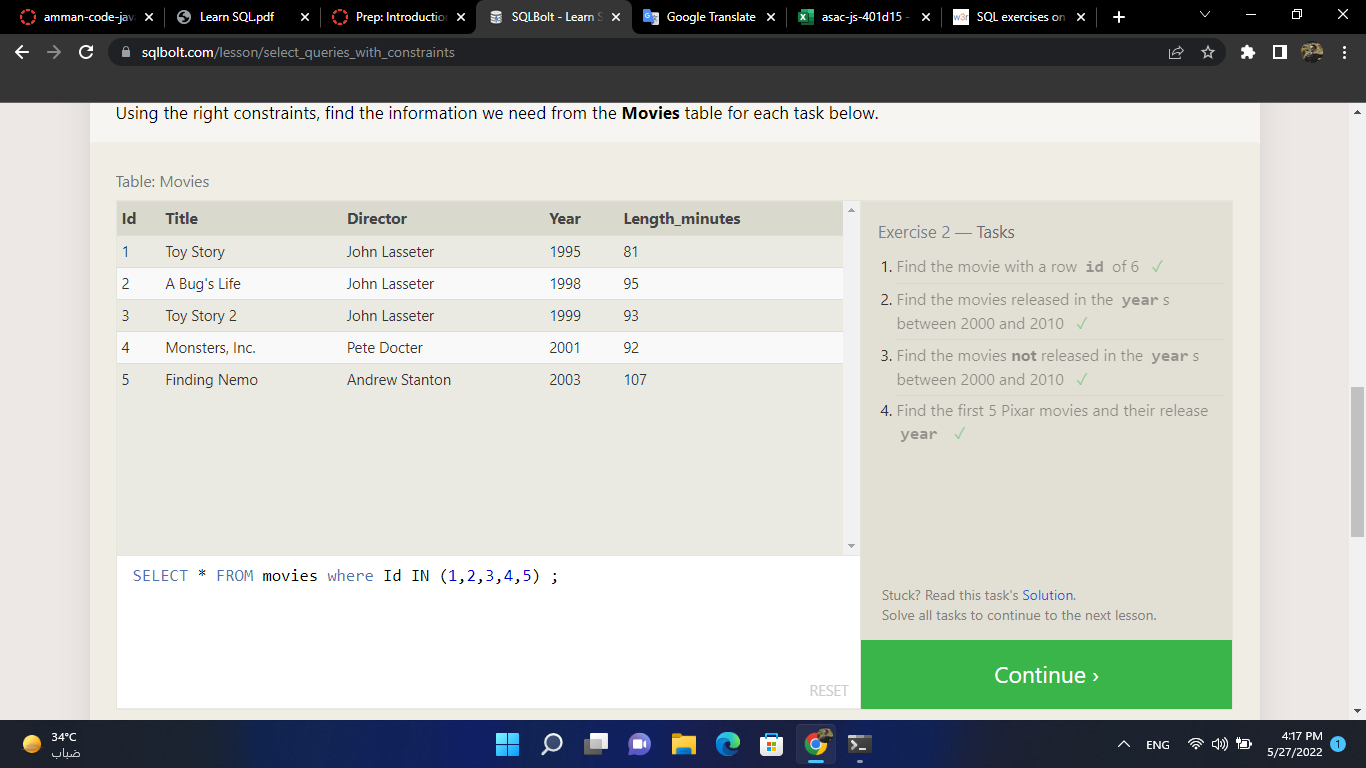 amman-code-jav
Learn SQL.pdf
Prep: Introductio
SQLBolt - Learn S
Google Translate
asac-js-401d15 -
w3r SQL exercises on
sqlbolt.com/lesson/select_queries_with_constraints
Using the right constraints, find the information we need from the Movies table for each task below.
Table: Movies
Id Title Director Year Length_minutes
1 Toy Story John Lasseter 1995 81
2 A Bug's Life John Lasseter 1998 95
3 Toy Story 2 John Lasseter 1999 93
4 Monsters, Inc. Pete Docter 2001 92
5 Finding Nemo Andrew Stanton 2003 107
SELECT * FROM movies where Id IN (1,2,3,4,5) ;
RESET
Exercise 2 — Tasks
1. Find the movie with a row id of 6 ✓
2. Find the movies released in the year s
between 2000 and 2010 ✓
3. Find the movies not released in the year s
between 2000 and 2010 ✓
4. Find the first 5 Pixar movies and their release
year ✓
Stuck? Read this task's Solution.
Solve all tasks to continue to the next lesson.
Continue ›
34°C
ضباب
ENG
4:17 PM
5/27/2022
1